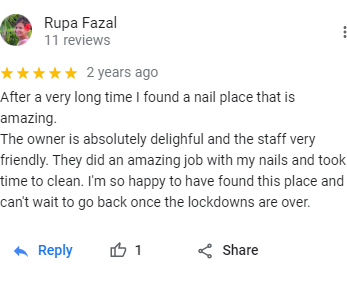 Rupa Fazal
11 reviews
2 years ago
After a very long time I found a nail place that is
amazing.
The owner is absolutely delighful and the staff very
friendly. They did an amazing job with my nails and took
time to clean. I'm so happy to have found this place and
can't wait to go back once the lockdowns are over.
Reply 1 Share